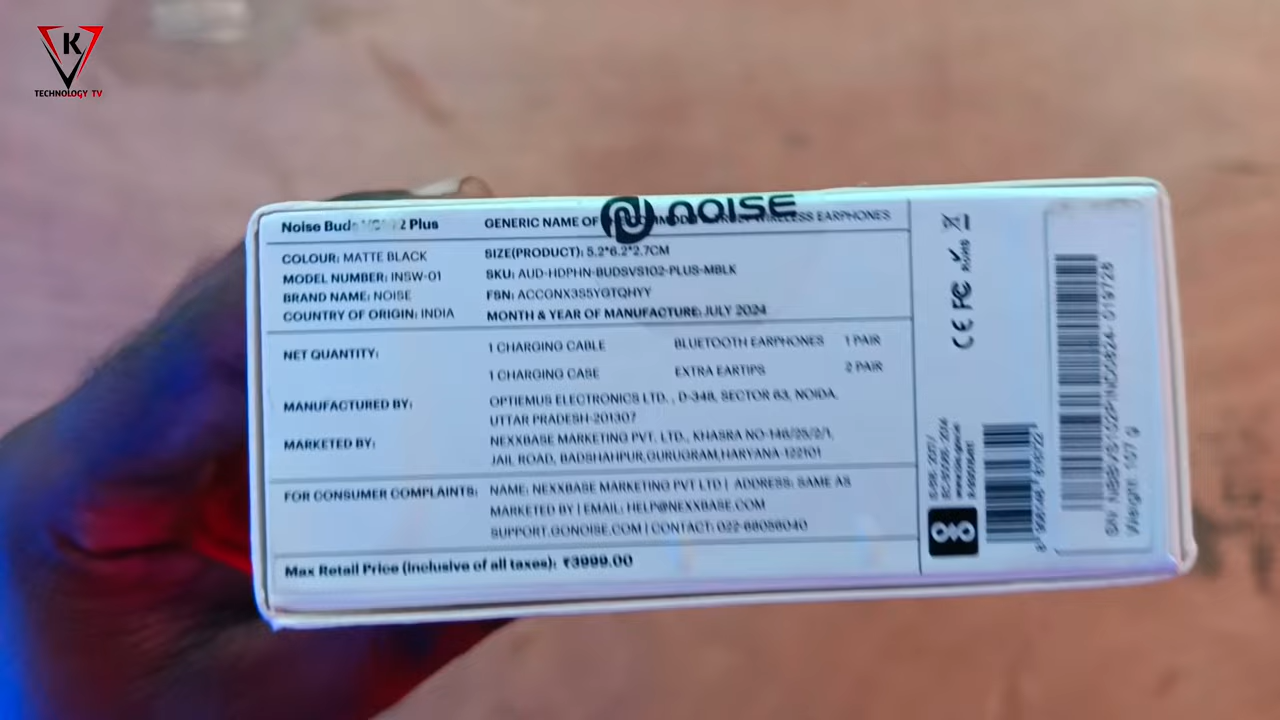 K
TECHNOLOGY TV
NOISE
Noise Buds 2 Plus
GENERIC NAME OF WIRELESS EARPHONES
COLOUR: MATTE BLACK
SIZE(PRODUCT): 5.2*6.2*2.7CM
MODEL NUMBER: INSW-01
SKU: AUD-HDPHN-BUDSVS102-PLUS-MBLK
BRAND NAME: NOISE
FSN: ACCGNX3S5YGTQHYY
COUNTRY OF ORIGIN: INDIA
MONTH & YEAR OF MANUFACTURE: JULY 2024
NET QUANTITY:
1 CHARGING CABLE BLUETOOTH EARPHONES 1 PAIR
1 CHARGING CASE EXTRA EARTIPS 2 PAIR
MANUFACTURED BY:
OPTIEMUS ELECTRONICS LTD. , D-348, SECTOR 63, NOIDA,
UTTAR PRADESH-201307
MARKETED BY:
NEXXBASE MARKETING PVT. LTD., KHASRA NO-146/25/2/1,
JAIL ROAD, BADSHAHPUR,GURUGRAM,HARYANA-122101
FOR CONSUMER COMPLAINTS:
NAME: NEXXBASE MARKETING PVT LTD | ADDRESS: SAME AS
MARKETED BY | EMAIL: HELP@NEXXBASE.COM
SUPPORT.GONOISE.COM | CONTACT: 022-68056040
Max Retail Price (inclusive of all taxes): ₹3999.00
CE FC RoHS
Weight: 157 g